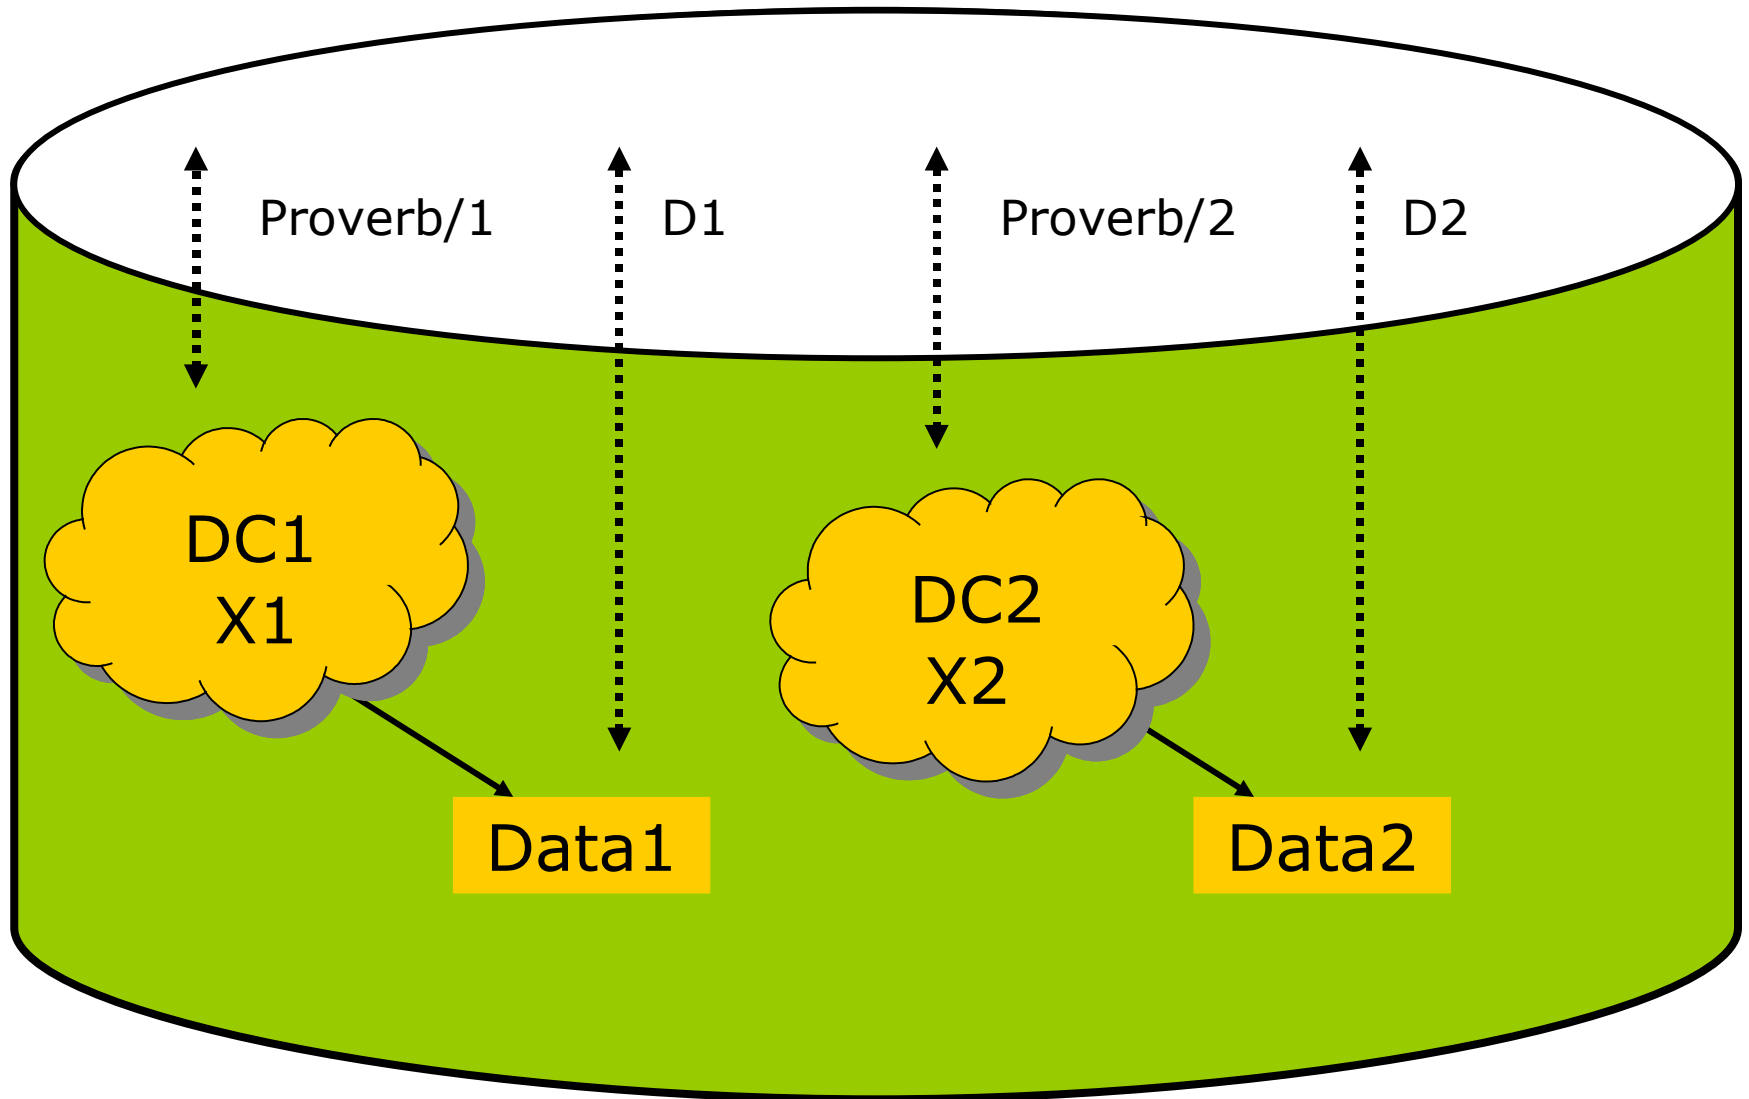 Proverb/1
D1
Proverb/2
D2
DC1
X1
DC2
X2
Data1
Data2